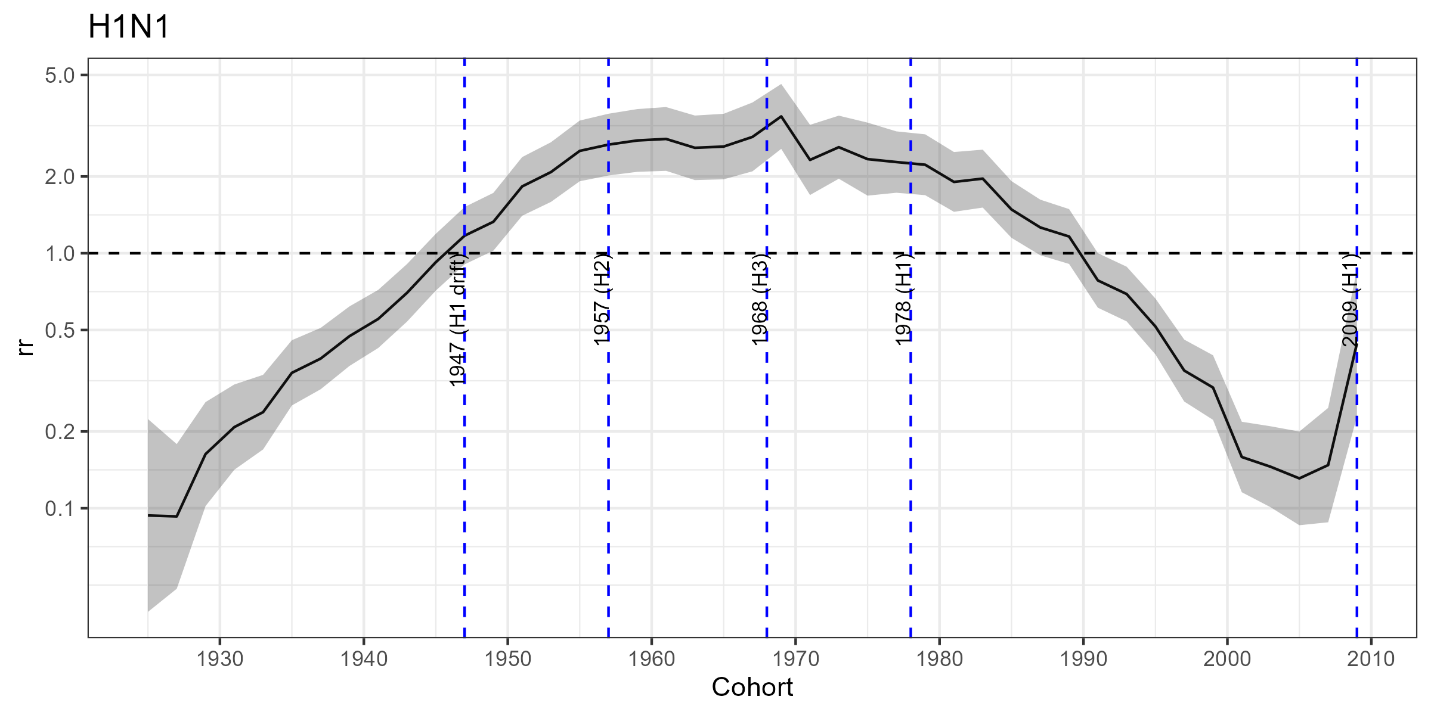 H1N1
5.0
2.0
1.0
0.5
0.2
0.1
rr
1947 (H1 drift)
1957 (H2)
1968 (H3)
1978 (H1)
2009 (H1)
1930 1940 1950 1960 1970 1980 1990 2000 2010
Cohort